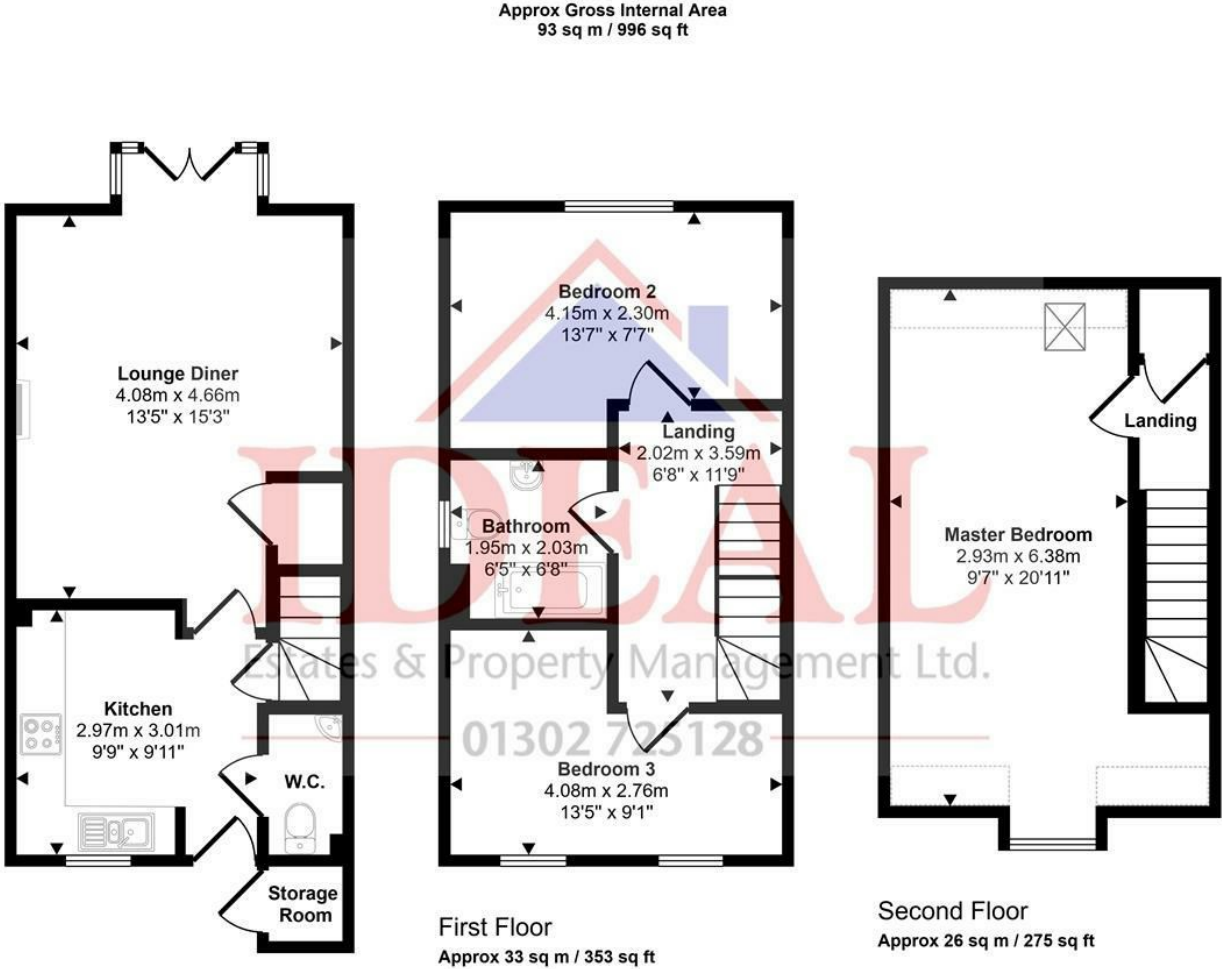 Approx Gross Internal Area
93 sq m / 996 sq ft
Lounge Diner
4.08m x 4.66m
13'5" x 15'3"
Kitchen
2.97m x 3.01m
9'9" x 9'11"
W.C.
Storage
Room
Bedroom 2
4.15m x 2.30m
13'7" x 7'7"
Landing
2.02m x 3.59m
6'8" x 11'9"
Bathroom
1.95m x 2.03m
6'5" x 6'8"
Bedroom 3
4.08m x 2.76m
13'5" x 9'1"
First Floor
Approx 33 sq m / 353 sq ft
Landing
Master Bedroom
2.93m x 6.38m
9'7" x 20'11"
Second Floor
Approx 26 sq m / 275 sq ft
IDEAL
Estates & Property Management Ltd.
01302 725128